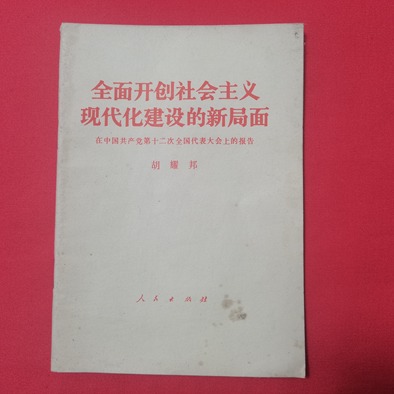 全面开创社会主义
现代化建设的新局面
在中国共产党第十二次全国代表大会上的报告
胡耀邦
人民出版社